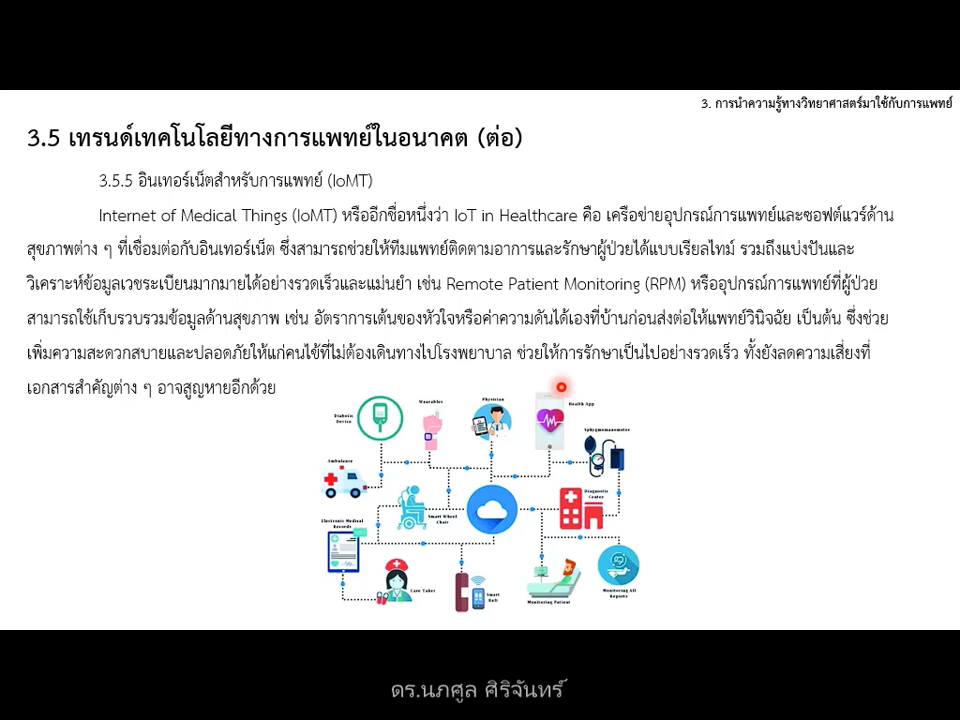 3. การนำความรู้ทางวิทยาศาสตร์มาใช้กับการแพทย์
3.5 เทรนด์เทคโนโลยีทางการแพทย์ในอนาคต (ต่อ)
3.5.5 อินเทอร์เน็ตสำหรับการแพทย์ (IoMT)
Internet of Medical Things (IoMT) หรืออีกชื่อหนึ่งว่า IoT in Healthcare คือ เครือข่ายอุปกรณ์การแพทย์และซอฟต์แวร์ด้าน
สุขภาพต่าง ๆ ที่เชื่อมต่อกับอินเทอร์เน็ต ซึ่งสามารถช่วยให้ทีมแพทย์ติดตามอาการและรักษาผู้ป่วยได้แบบเรียลไทม์ รวมถึงแบ่งปันและ
วิเคราะห์ข้อมูลเวชระเบียนมากมายได้อย่างรวดเร็วและแม่นยำ เช่น Remote Patient Monitoring (RPM) หรืออุปกรณ์การแพทย์ที่ผู้ป่วย
สามารถใช้เก็บรวบรวมข้อมูลด้านสุขภาพ เช่น อัตราการเต้นของหัวใจหรือค่าความดันได้เองที่บ้านก่อนส่งต่อให้แพทย์วินิจฉัย เป็นต้น ซึ่งช่วย
เพิ่มความสะดวกสบายและปลอดภัยให้แก่คนไข้ที่ไม่ต้องเดินทางไปโรงพยาบาล ช่วยให้การรักษาเป็นไปอย่างรวดเร็ว ทั้งยังลดความเสี่ยงที่
เอกสารสำคัญต่าง ๆ อาจสูญหายอีกด้วย
Diabetic
Device
Wearables
Physician
Health App
Sphygmomanometer
Ambulance
Smart Wheel
Chair
Diagnostic
Center
Electronic Medical
Records
Care Taker
Smart
Belt
Monitoring Patient
Monitoring All
Reports
ดร.นภศูล ศิริจันทร์